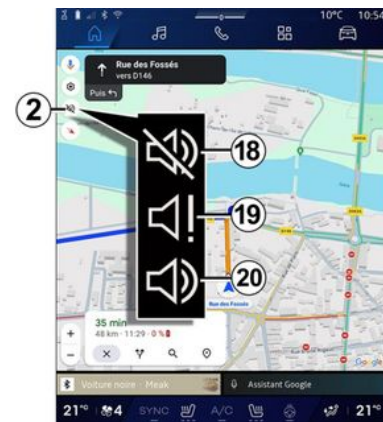 10°C 10:54
Rue des Fossés
vers D146
Puis
2
18
19
20
Rue des Fossés
35 min
48 km · 11:29 · 0 %
+
−
Voiture noire · Meak
Assistant Google
21°C 4 SYNC A/C 21°C